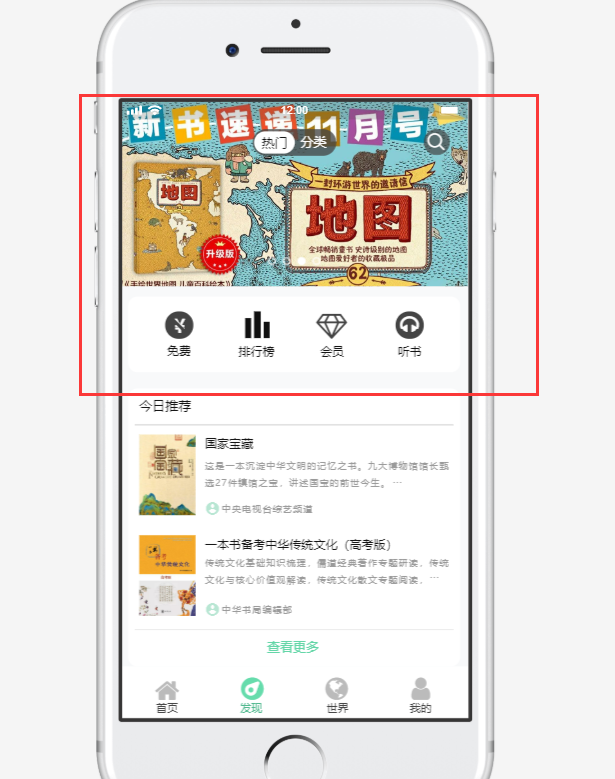 12:00
新书速递11月号
热门 分类
一封环游世界的邀请信
地图
地图
全球畅销童书 史诗级别的地图
地图爱好者的收藏极品
升级版
62
《手绘世界地图 儿童百科绘本》
免费 排行榜 会员 听书
今日推荐
国家宝藏
这是一本沉淀中华文明的记忆之书。九大博物馆馆长甄
选27件镇馆之宝，讲述国宝的前世今生。 ···
中央电视台综艺频道
一本书备考中华传统文化（高考版）
传统文化基础知识梳理，儒道经典著作专题研读，传统
文化与核心价值观解读，传统文化散文专题阅读， ···
中华书局编辑部
查看更多
首页 发现 世界 我的